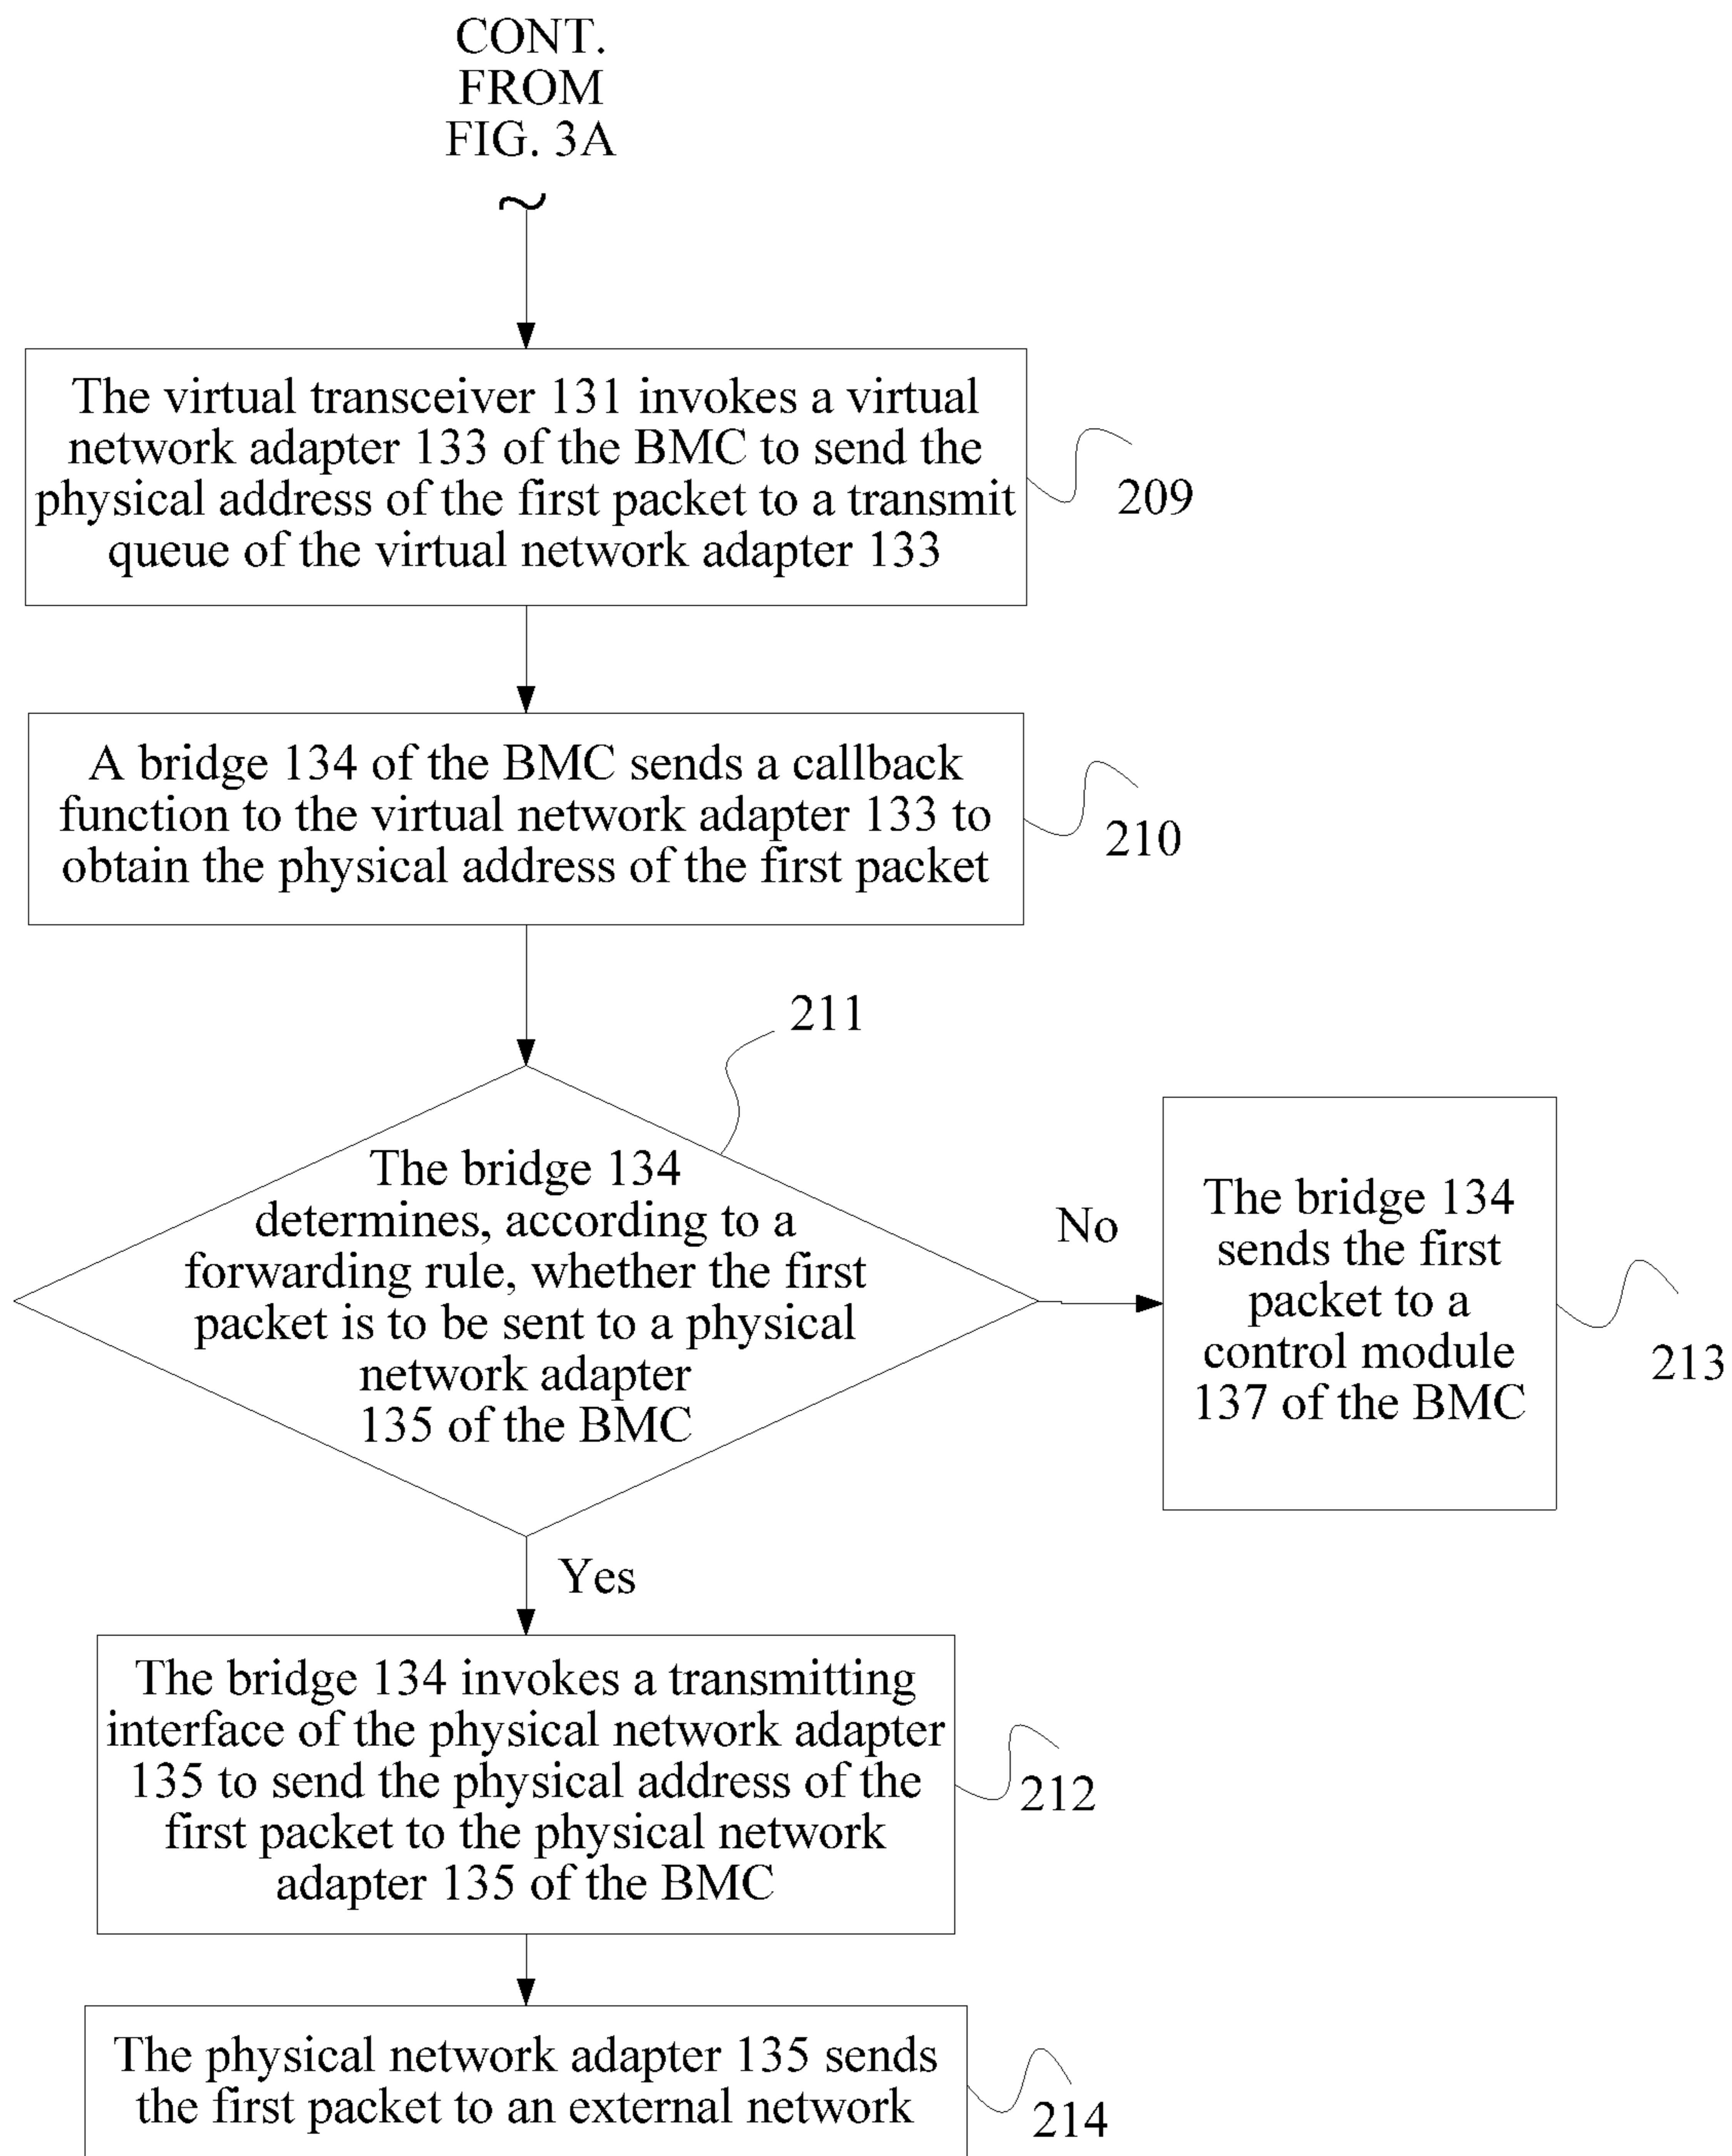 CONT.
FROM
FIG. 3A
The virtual transceiver 131 invokes a virtual
network adapter 133 of the BMC to send the
physical address of the first packet to a transmit
queue of the virtual network adapter 133
209
A bridge 134 of the BMC sends a callback
function to the virtual network adapter 133 to
obtain the physical address of the first packet
210
211
The bridge 134
determines, according to a
forwarding rule, whether the first
packet is to be sent to a physical
network adapter
135 of the BMC
No
The bridge 134
sends the first
packet to a
control module
137 of the BMC
213
Yes
The bridge 134 invokes a transmitting
interface of the physical network adapter
135 to send the physical address of the
first packet to the physical network
adapter 135 of the BMC
212
The physical network adapter 135 sends
the first packet to an external network
214